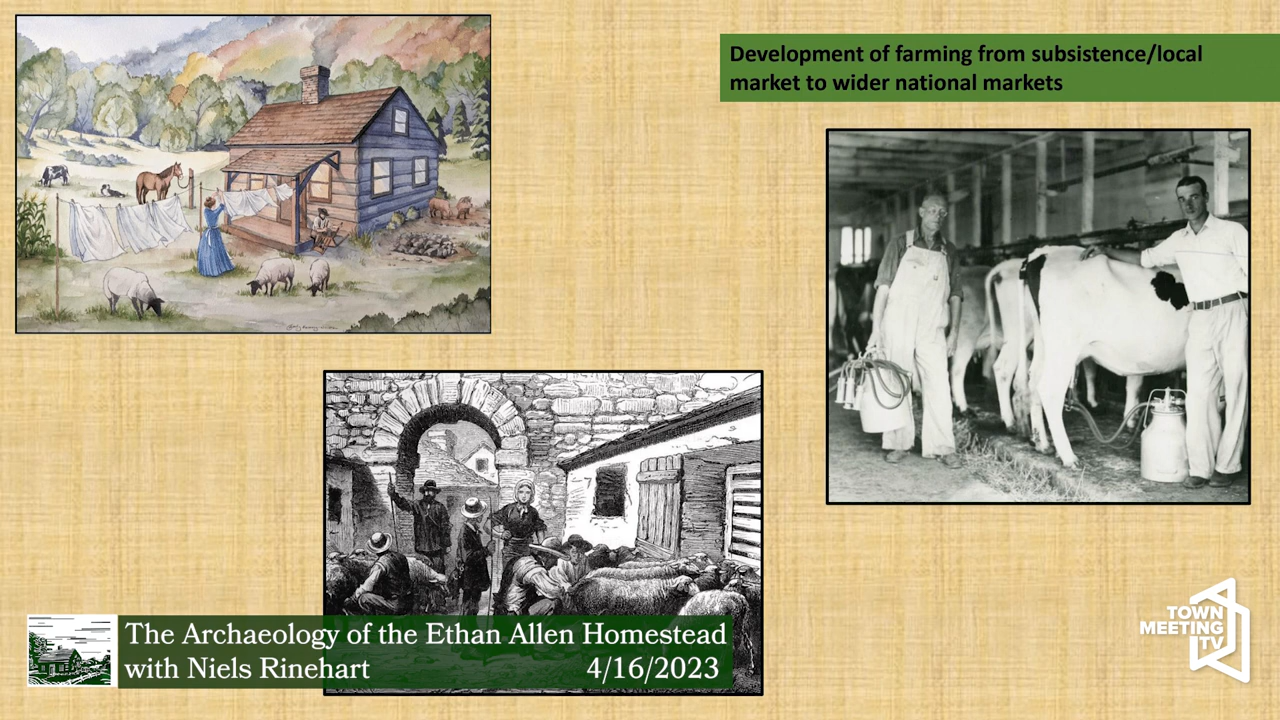 Development of farming from subsistence/local
market to wider national markets
The Archaeology of the Ethan Allen Homestead
with Niels Rinehart 4/16/2023
TOWN
MEETING
TV